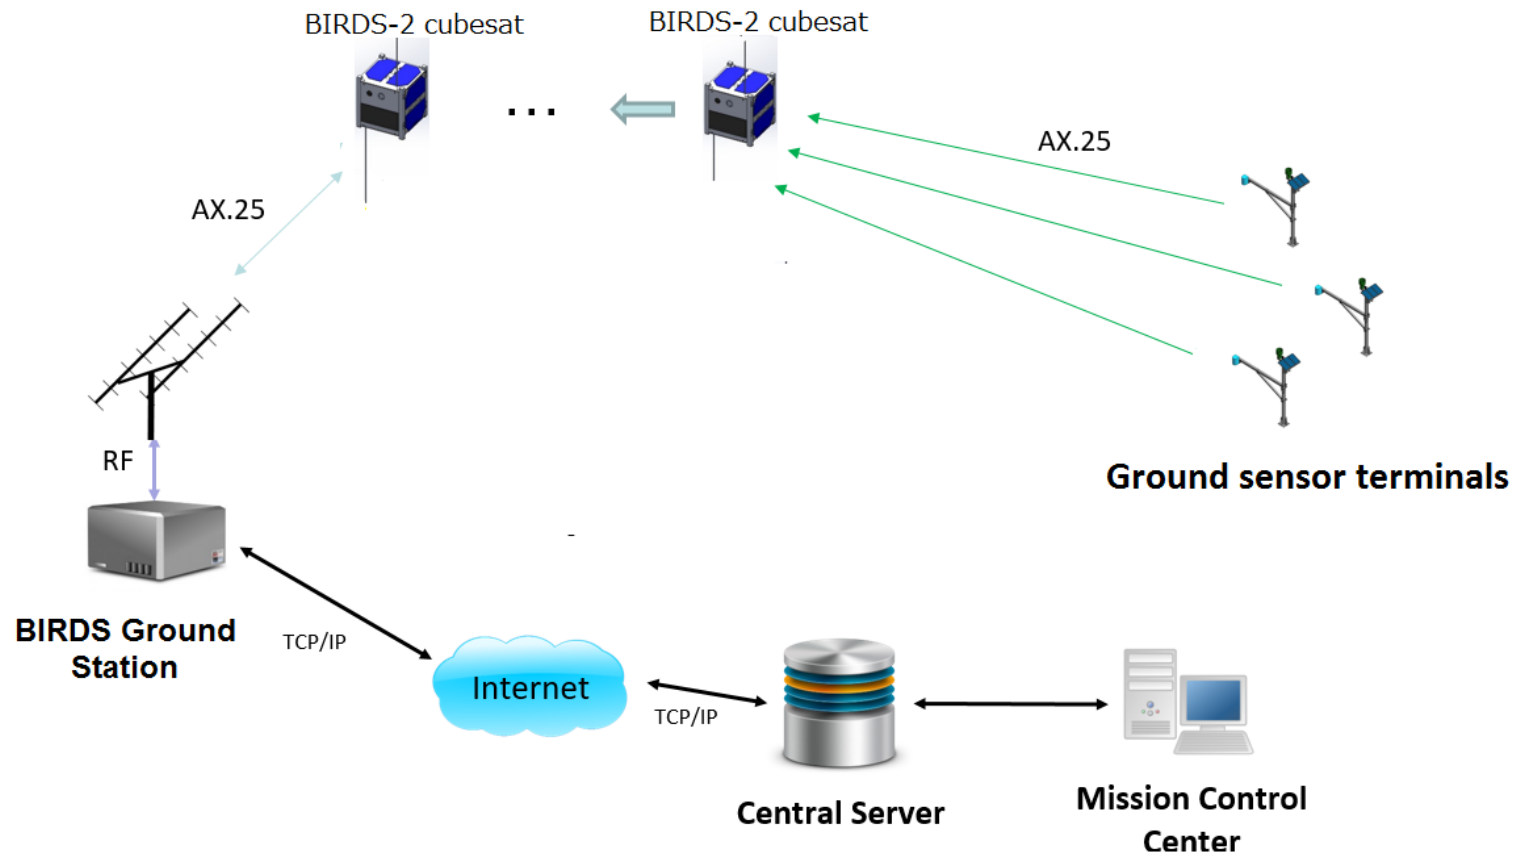 BIRDS-2 cubesat
BIRDS-2 cubesat
...
AX.25
AX.25
RF
Ground sensor terminals
BIRDS Ground
Station
TCP/IP
Internet
TCP/IP
Central Server
Mission Control
Center